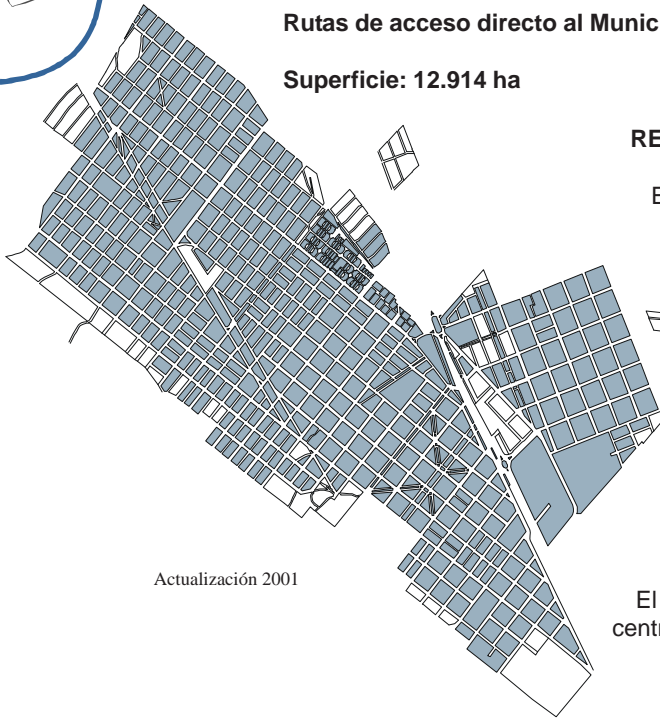 Rutas de acceso directo al Munic
Superficie: 12.914 ha
RE
E
Actualización 2001
El
centr